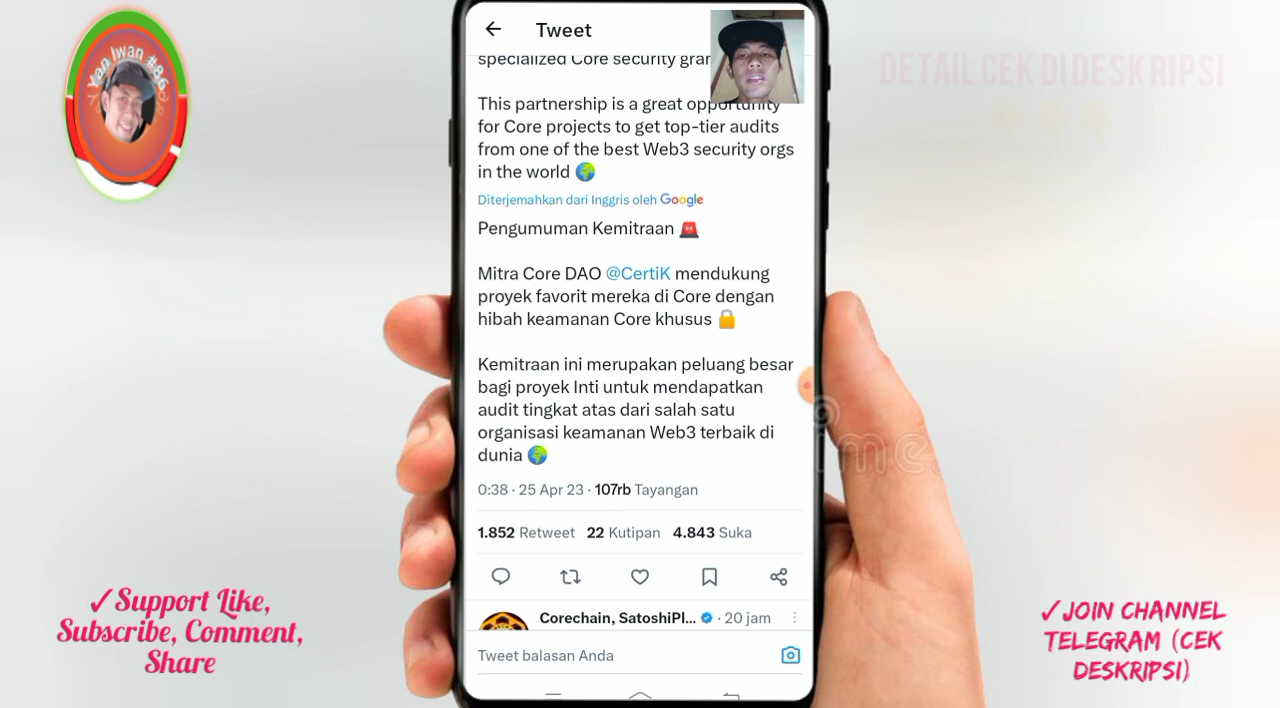 Yan Iwan #86
Tweet
specialized Core security grar
This partnership is a great opportunity
for Core projects to get top-tier audits
from one of the best Web3 security orgs
in the world 🌍
Diterjemahkan dari Inggris oleh Google
Pengumuman Kemitraan 🚨
Mitra Core DAO @CertiK mendukung
proyek favorit mereka di Core dengan
hibah keamanan Core khusus 🔒
Kemitraan ini merupakan peluang besar
bagi proyek Inti untuk mendapatkan
audit tingkat atas dari salah satu
organisasi keamanan Web3 terbaik di
dunia 🌍
0:38 · 25 Apr 23 · 107rb Tayangan
1.852 Retweet 22 Kutipan 4.843 Suka
Corechain, SatoshiPl... · 20 jam
Tweet balasan Anda
DETAIL CEK DI DESKRIPSI
👇👇👇
✓Support Like,
Subscribe, Comment,
Share
✓JOIN CHANNEL
TELEGRAM (CEK
DESKRIPSI)